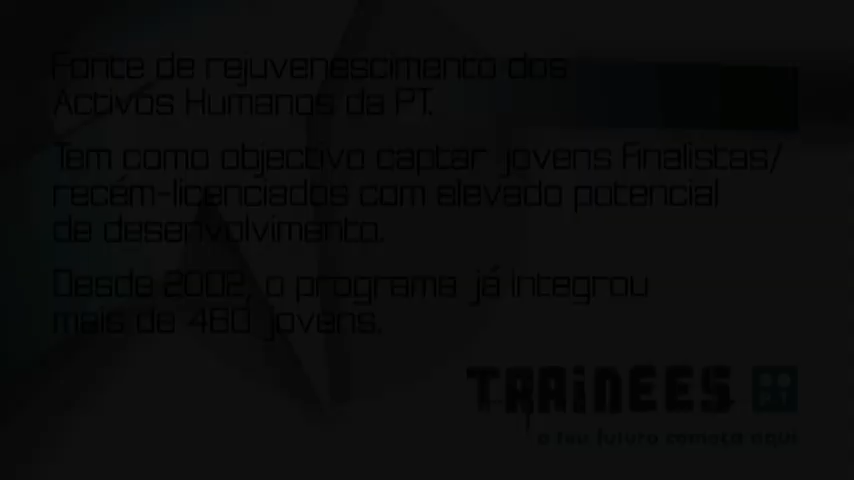 Fonte de rejuvenescimento dos
Activos Humanos da PT.
Tem como objectivo captar jovens finalistas/
recém-licenciados com elevado potencial
de desenvolvimento.
Desde 2002, o programa já integrou
mais de 460 jovens.
TRAiNEES PT
o teu futuro começa aqui